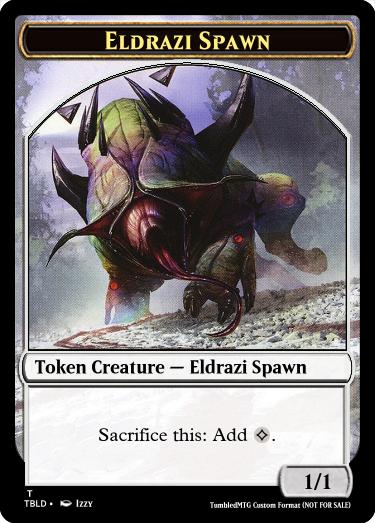 Eldrazi Spawn
Token Creature — Eldrazi Spawn
Sacrifice this: Add ◇.
1/1
T
TBLD • Izzy
TumbledMTG Custom Format (NOT FOR SALE)